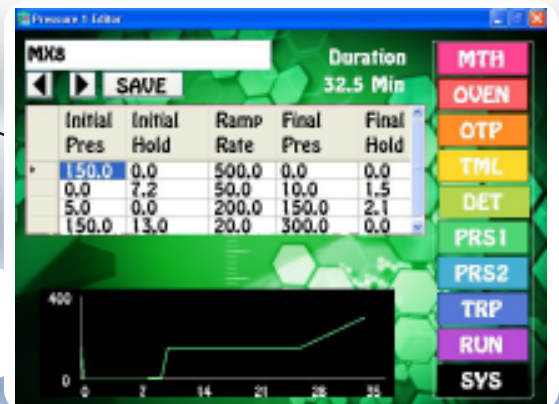 Pressure 1 Editor
MX8
Duration
32.5 Min
SAVE
Initial Pres Initial Hold Ramp Rate Final Pres Final Hold
150.0 0.0 500.0 0.0 0.0
0.0 7.2 50.0 10.0 1.5
5.0 0.0 200.0 150.0 2.1
150.0 13.0 20.0 300.0 0.0
400
0
0 7 14 21 28 35
MTH
OVEN
OTP
TML
DET
PRS1
PRS2
TRP
RUN
SYS